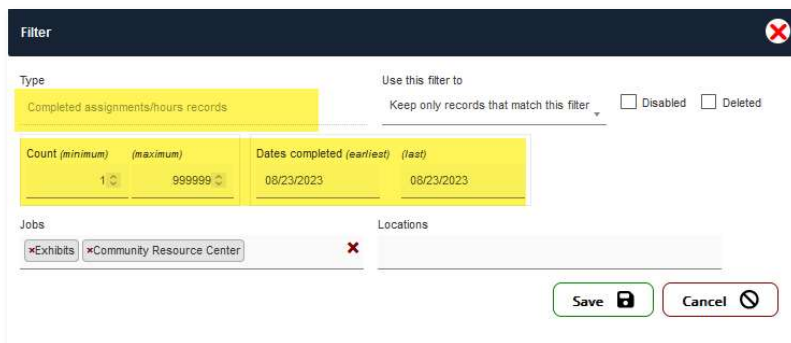 Filter
Type
Use this filter to
Completed assignments/hours records
Keep only records that match this filter
Disabled
Deleted
Count (minimum) (maximum)
Dates completed (earliest) (last)
1 999999
08/23/2023 08/23/2023
Jobs
Locations
×Exhibits ×Community Resource Center
Save
Cancel